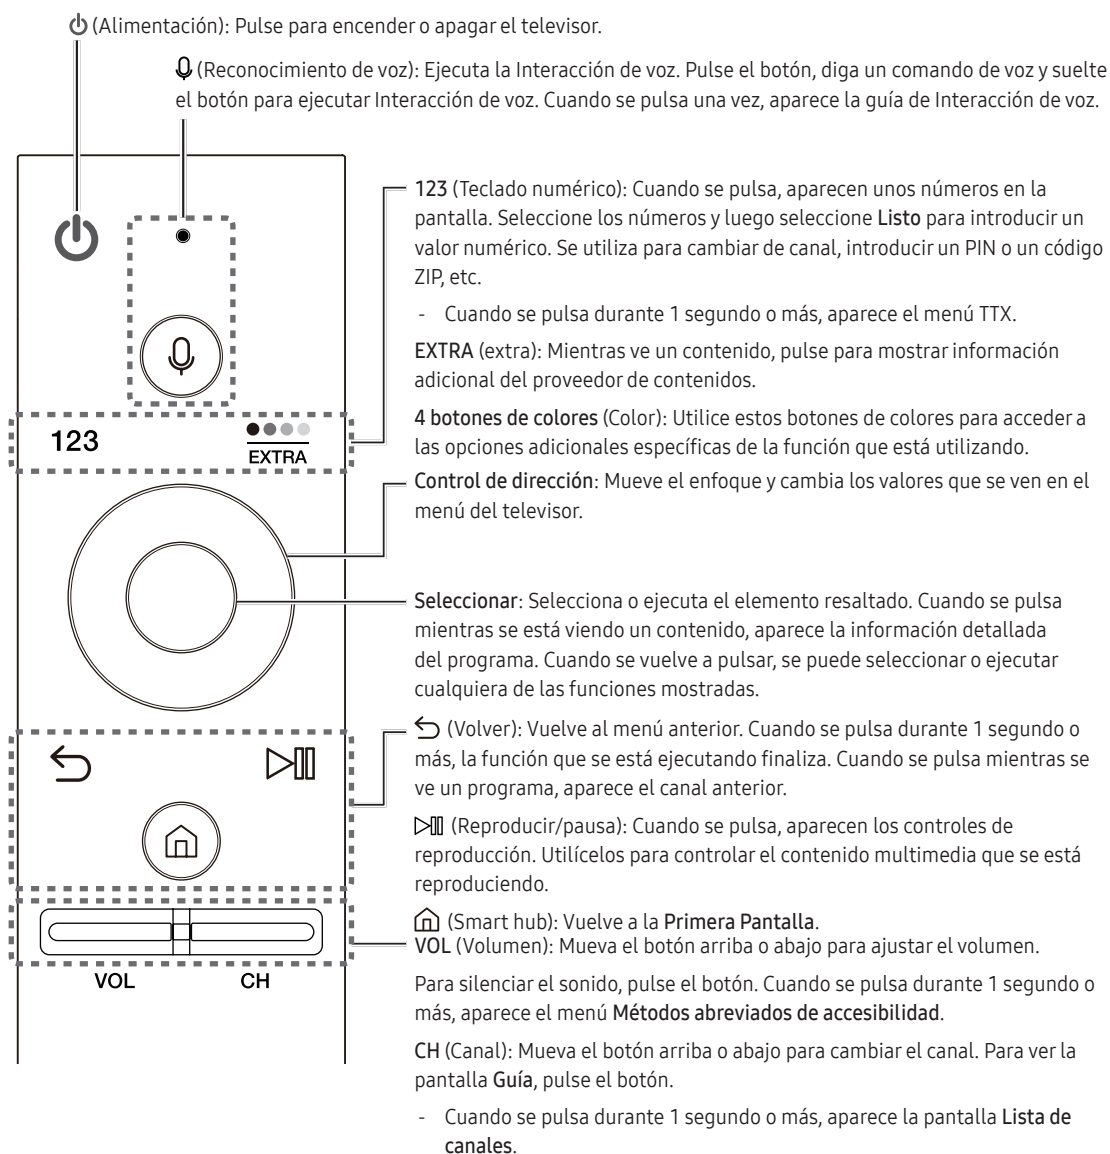 (Alimentación): Pulse para encender o apagar el televisor.
(Reconocimiento de voz): Ejecuta la Interacción de voz. Pulse el botón, diga un comando de voz y suelte
el botón para ejecutar Interacción de voz. Cuando se pulsa una vez, aparece la guía de Interacción de voz.
123 (Teclado numérico): Cuando se pulsa, aparecen unos números en la
pantalla. Seleccione los números y luego seleccione Listo para introducir un
valor numérico. Se utiliza para cambiar de canal, introducir un PIN o un código
ZIP, etc.
- Cuando se pulsa durante 1 segundo o más, aparece el menú TTX.
EXTRA (extra): Mientras ve un contenido, pulse para mostrar información
adicional del proveedor de contenidos.
4 botones de colores (Color): Utilice estos botones de colores para acceder a
las opciones adicionales específicas de la función que está utilizando.
123
EXTRA
Control de dirección: Mueve el enfoque y cambia los valores que se ven en el
menú del televisor.
Seleccionar: Selecciona o ejecuta el elemento resaltado. Cuando se pulsa
mientras se está viendo un contenido, aparece la información detallada
del programa. Cuando se vuelve a pulsar, se puede seleccionar o ejecutar
cualquiera de las funciones mostradas.
(Volver): Vuelve al menú anterior. Cuando se pulsa durante 1 segundo o
más, la función que se está ejecutando finaliza. Cuando se pulsa mientras se
ve un programa, aparece el canal anterior.
(Reproducir/pausa): Cuando se pulsa, aparecen los controles de
reproducción. Utilícelos para controlar el contenido multimedia que se está
reproduciendo.
(Smart hub): Vuelve a la Primera Pantalla.
VOL (Volumen): Mueva el botón arriba o abajo para ajustar el volumen.
VOL
CH
Para silenciar el sonido, pulse el botón. Cuando se pulsa durante 1 segundo o
más, aparece el menú Métodos abreviados de accesibilidad.
CH (Canal): Mueva el botón arriba o abajo para cambiar el canal. Para ver la
pantalla Guía, pulse el botón.
- Cuando se pulsa durante 1 segundo o más, aparece la pantalla Lista de
canales.